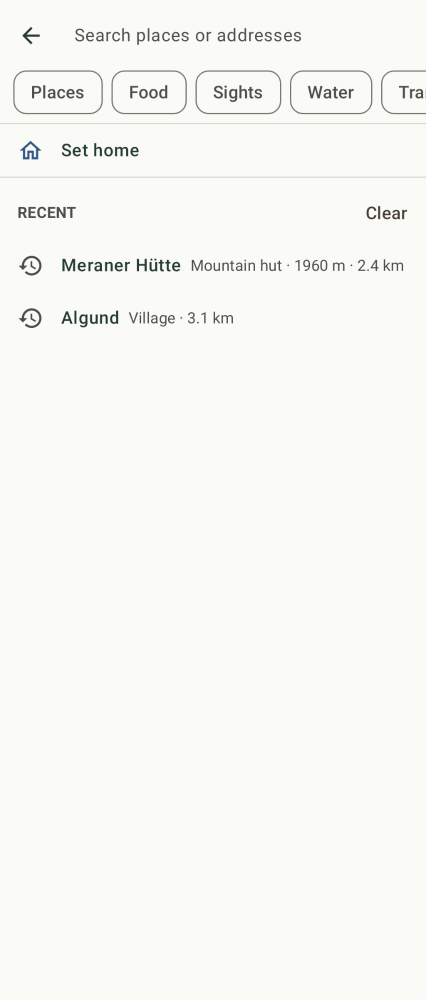 Search places or addresses
Places Food Sights Water
Set home
RECENT Clear
Meraner Hütte Mountain hut · 1960 m · 2.4 km
Algund Village · 3.1 km